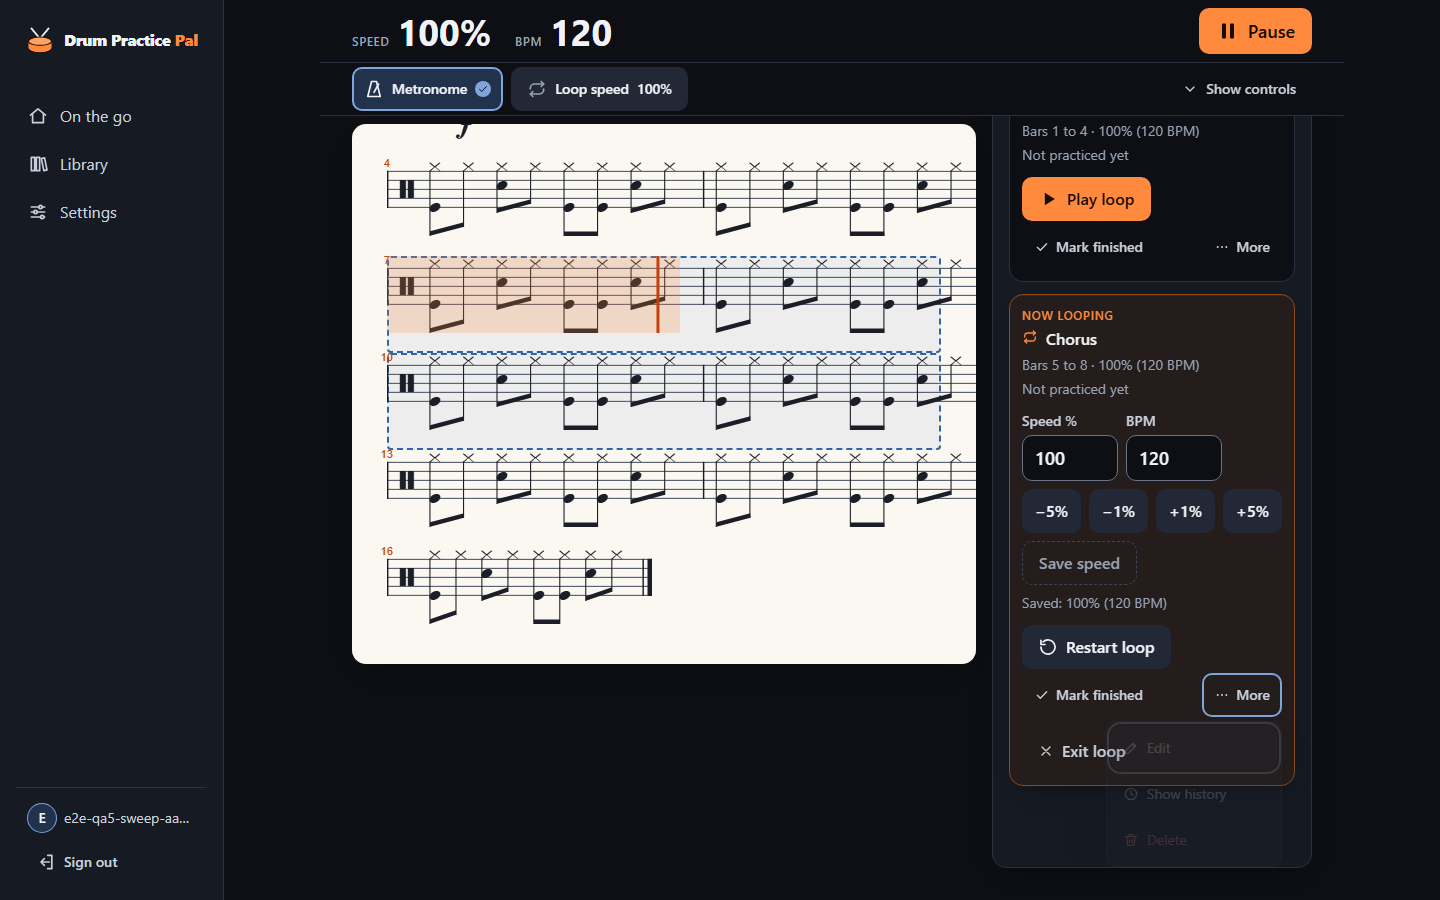 Drum Practice Pal
On the go
Library
Settings
e2e-qa5-sweep-aa...
E
Sign out
SPEED 100% BPM 120
Pause
Metronome
Loop speed 100%
Show controls
f
4
7
10
13
16
Bars 1 to 4 · 100% (120 BPM)
Not practiced yet
Play loop
Mark finished
··· More
NOW LOOPING
Chorus
Bars 5 to 8 · 100% (120 BPM)
Not practiced yet
Speed % BPM
100 120
−5% −1% +1% +5%
Save speed
Saved: 100% (120 BPM)
Restart loop
Mark finished
··· More
Exit loop
Edit
Show history
Delete